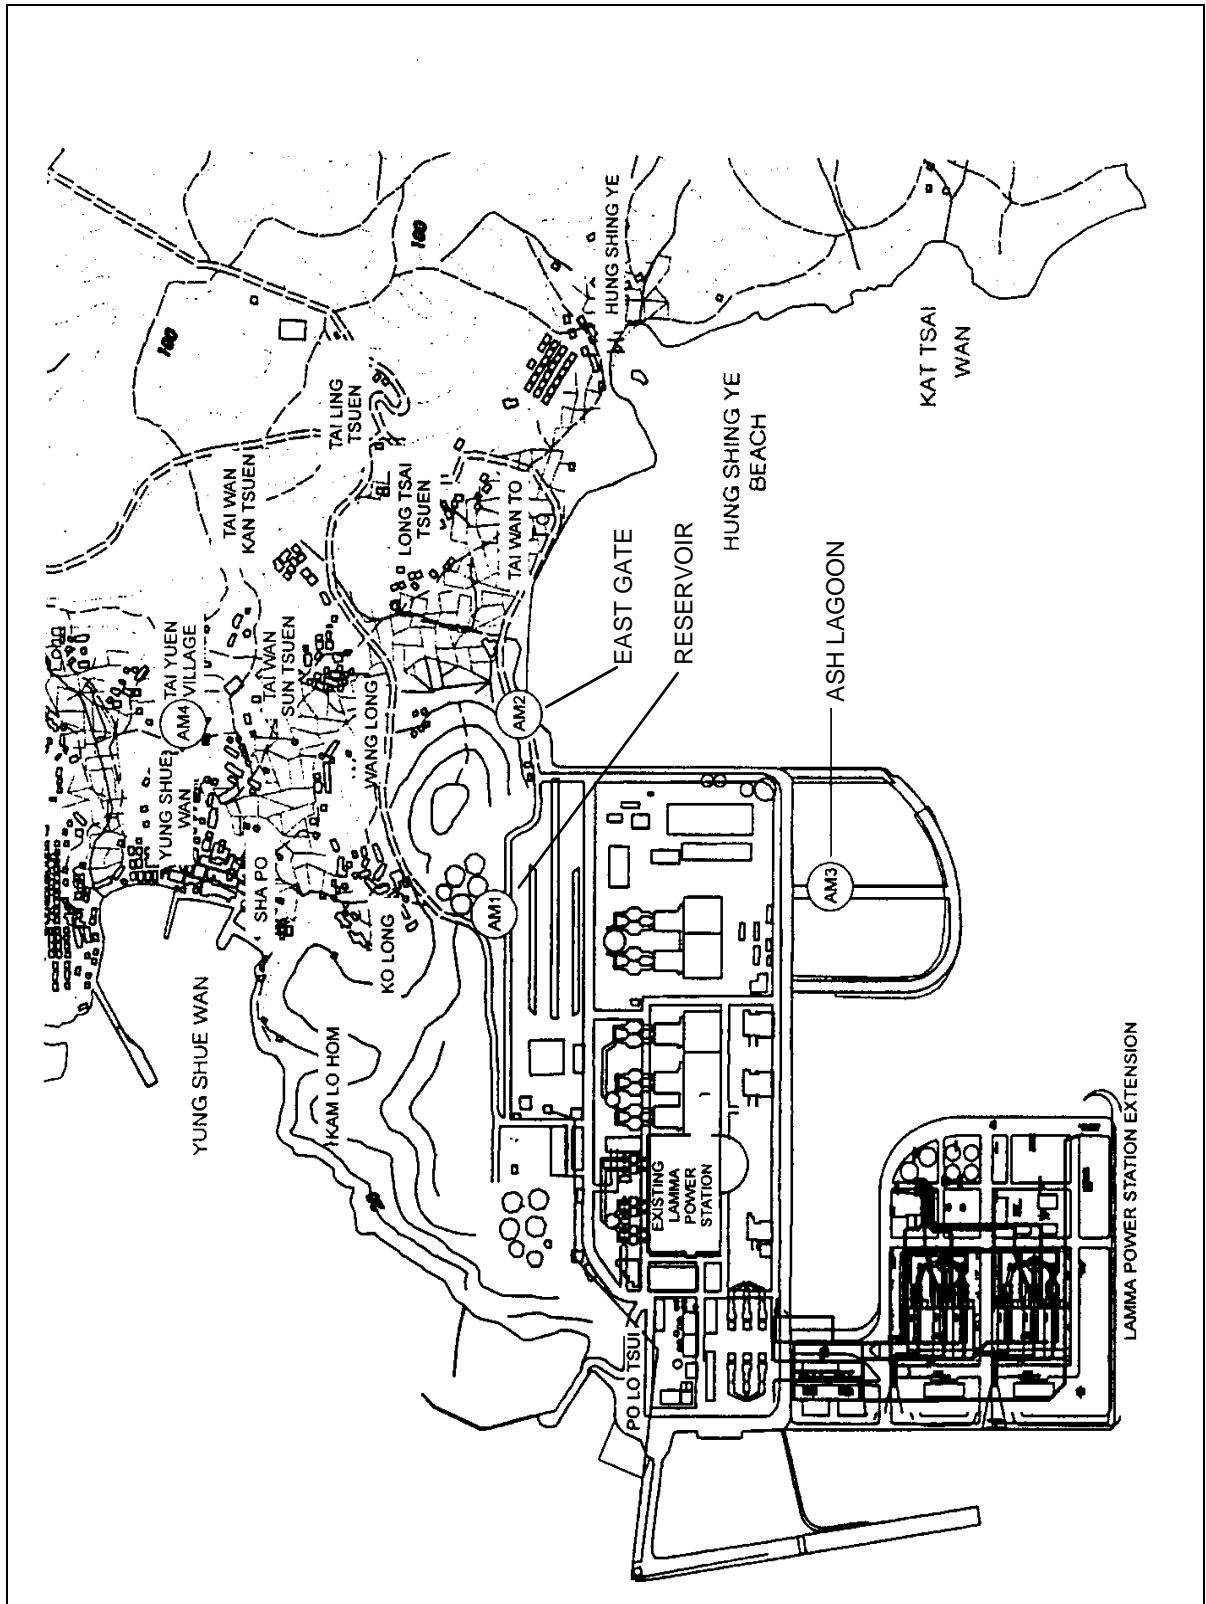 YUNG SHUE WAN
YUNG SHUE
WAN
AM4
TAI YUEN
VILLAGE
TAI WAN
KAN TSUEN
100
SHA PO
TAI WAN
SUN TSUEN
KAM LO HOM
KO LONG
WANG LONG
TAI LING
TSUEN
LONG TSAI
TSUEN
100
AM1
AM2
TAI WAN TO
HUNG SHING YE
EAST GATE
RESERVOIR
HUNG SHING YE
BEACH
KAT TSAI
WAN
PO LO TSUI
EXISTING
LAMMA
POWER
STATION
AM3
ASH LAGOON
LAMMA POWER STATION EXTENSION